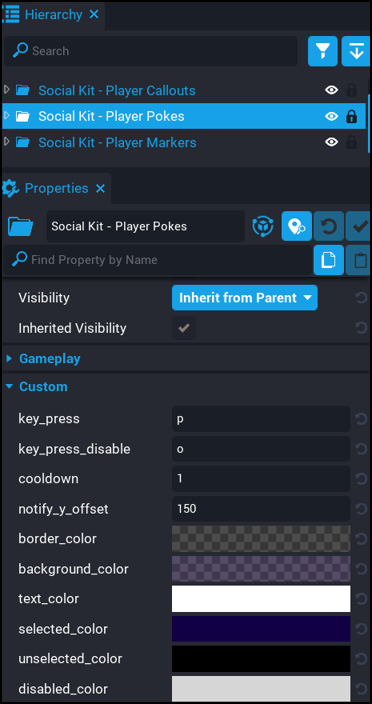 Hierarchy
Search
Social Kit - Player Callouts
Social Kit - Player Pokes
Social Kit - Player Markers
Properties
Social Kit - Player Pokes
Find Property by Name
Visibility Inherit from Parent
Inherited Visibility
Gameplay
Custom
key_press p
key_press_disable o
cooldown 1
notify_y_offset 150
border_color
background_color
text_color
selected_color
unselected_color
disabled_color